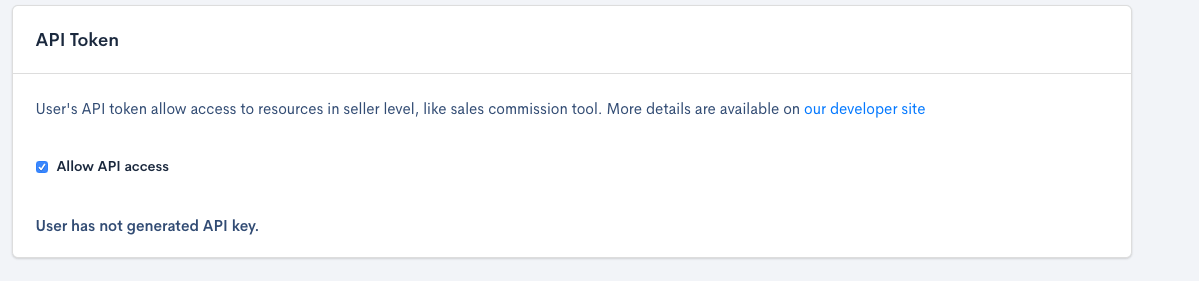 API Token
User's API token allow access to resources in seller level, like sales commission tool. More details are available on our developer site
Allow API access
User has not generated API key.